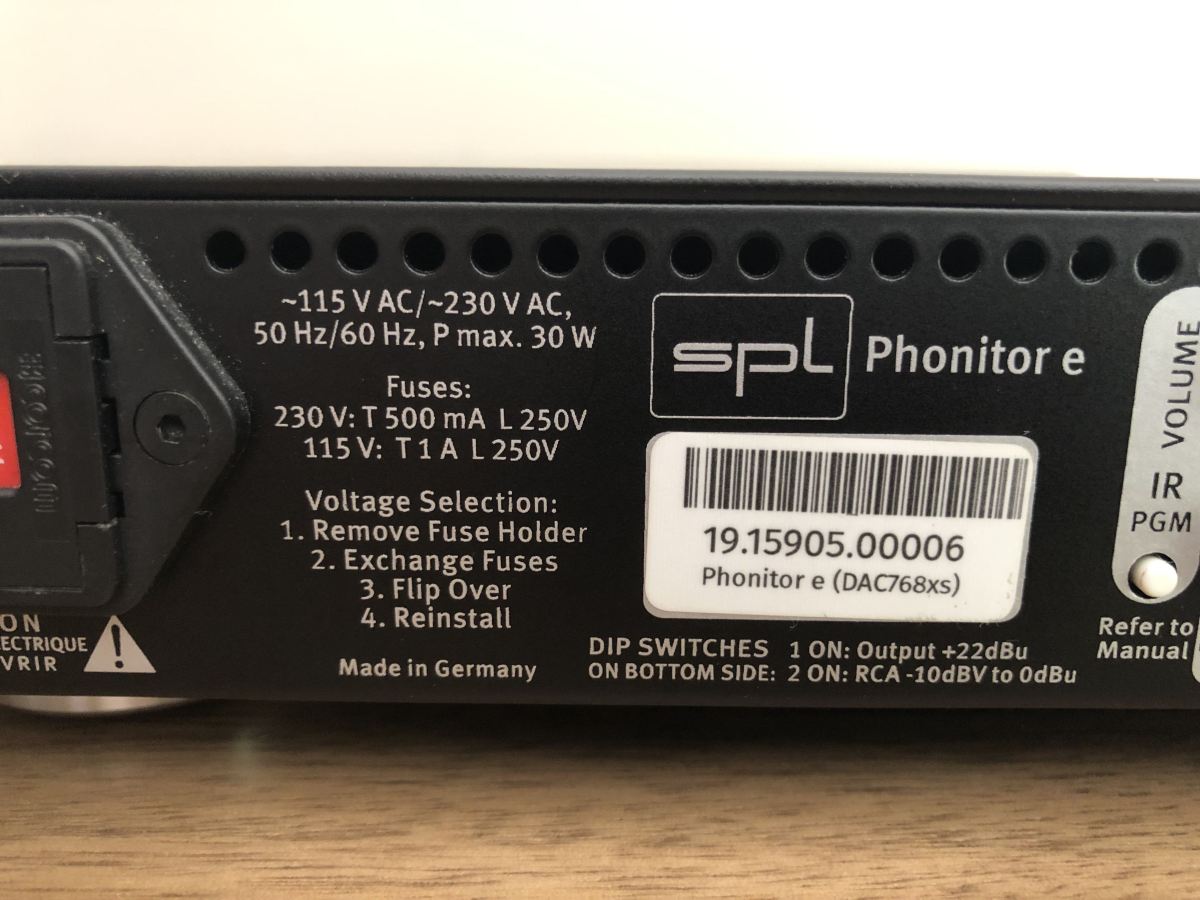 ~115 V AC/~230 V AC,
50 Hz/60 Hz, P max. 30 W
Fuses:
230 V: T 500 mA L 250V
115 V: T 1 A L 250V
Voltage Selection:
1. Remove Fuse Holder
2. Exchange Fuses
3. Flip Over
4. Reinstall
Made in Germany
ON
LECTRIQUE
VRIR
spl Phonitor e
19.15905.00006
Phonitor e (DAC768xs)
DIP SWITCHES 1 ON: Output +22dBu
ON BOTTOM SIDE: 2 ON: RCA -10dBV to 0dBu
VOLUME
IR
PGM
Refer to
Manual